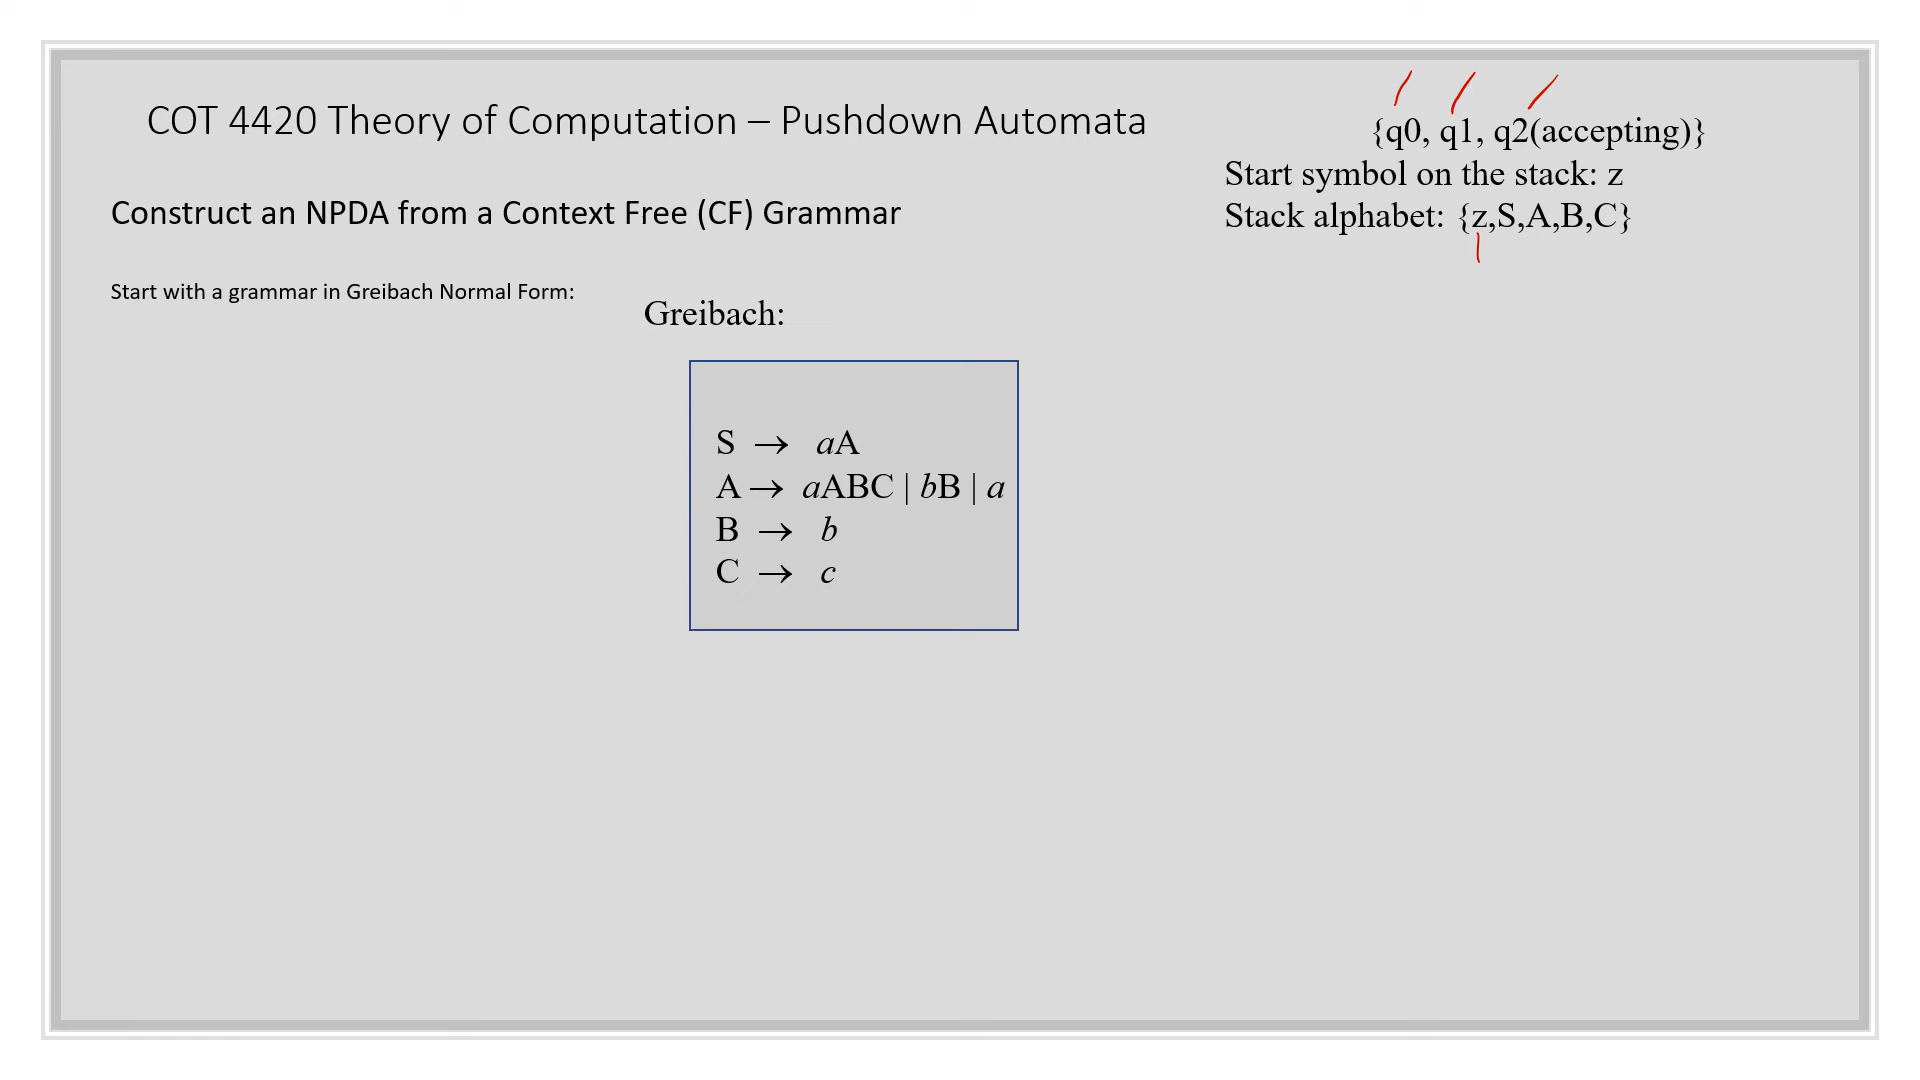 COT 4420 Theory of Computation – Pushdown Automata
{q0, q1, q2(accepting)}
Start symbol on the stack: z
Stack alphabet: {z,S,A,B,C}
Construct an NPDA from a Context Free (CF) Grammar
Start with a grammar in Greibach Normal Form:
Greibach:
S → aA
A → aABC | bB | a
B → b
C → c